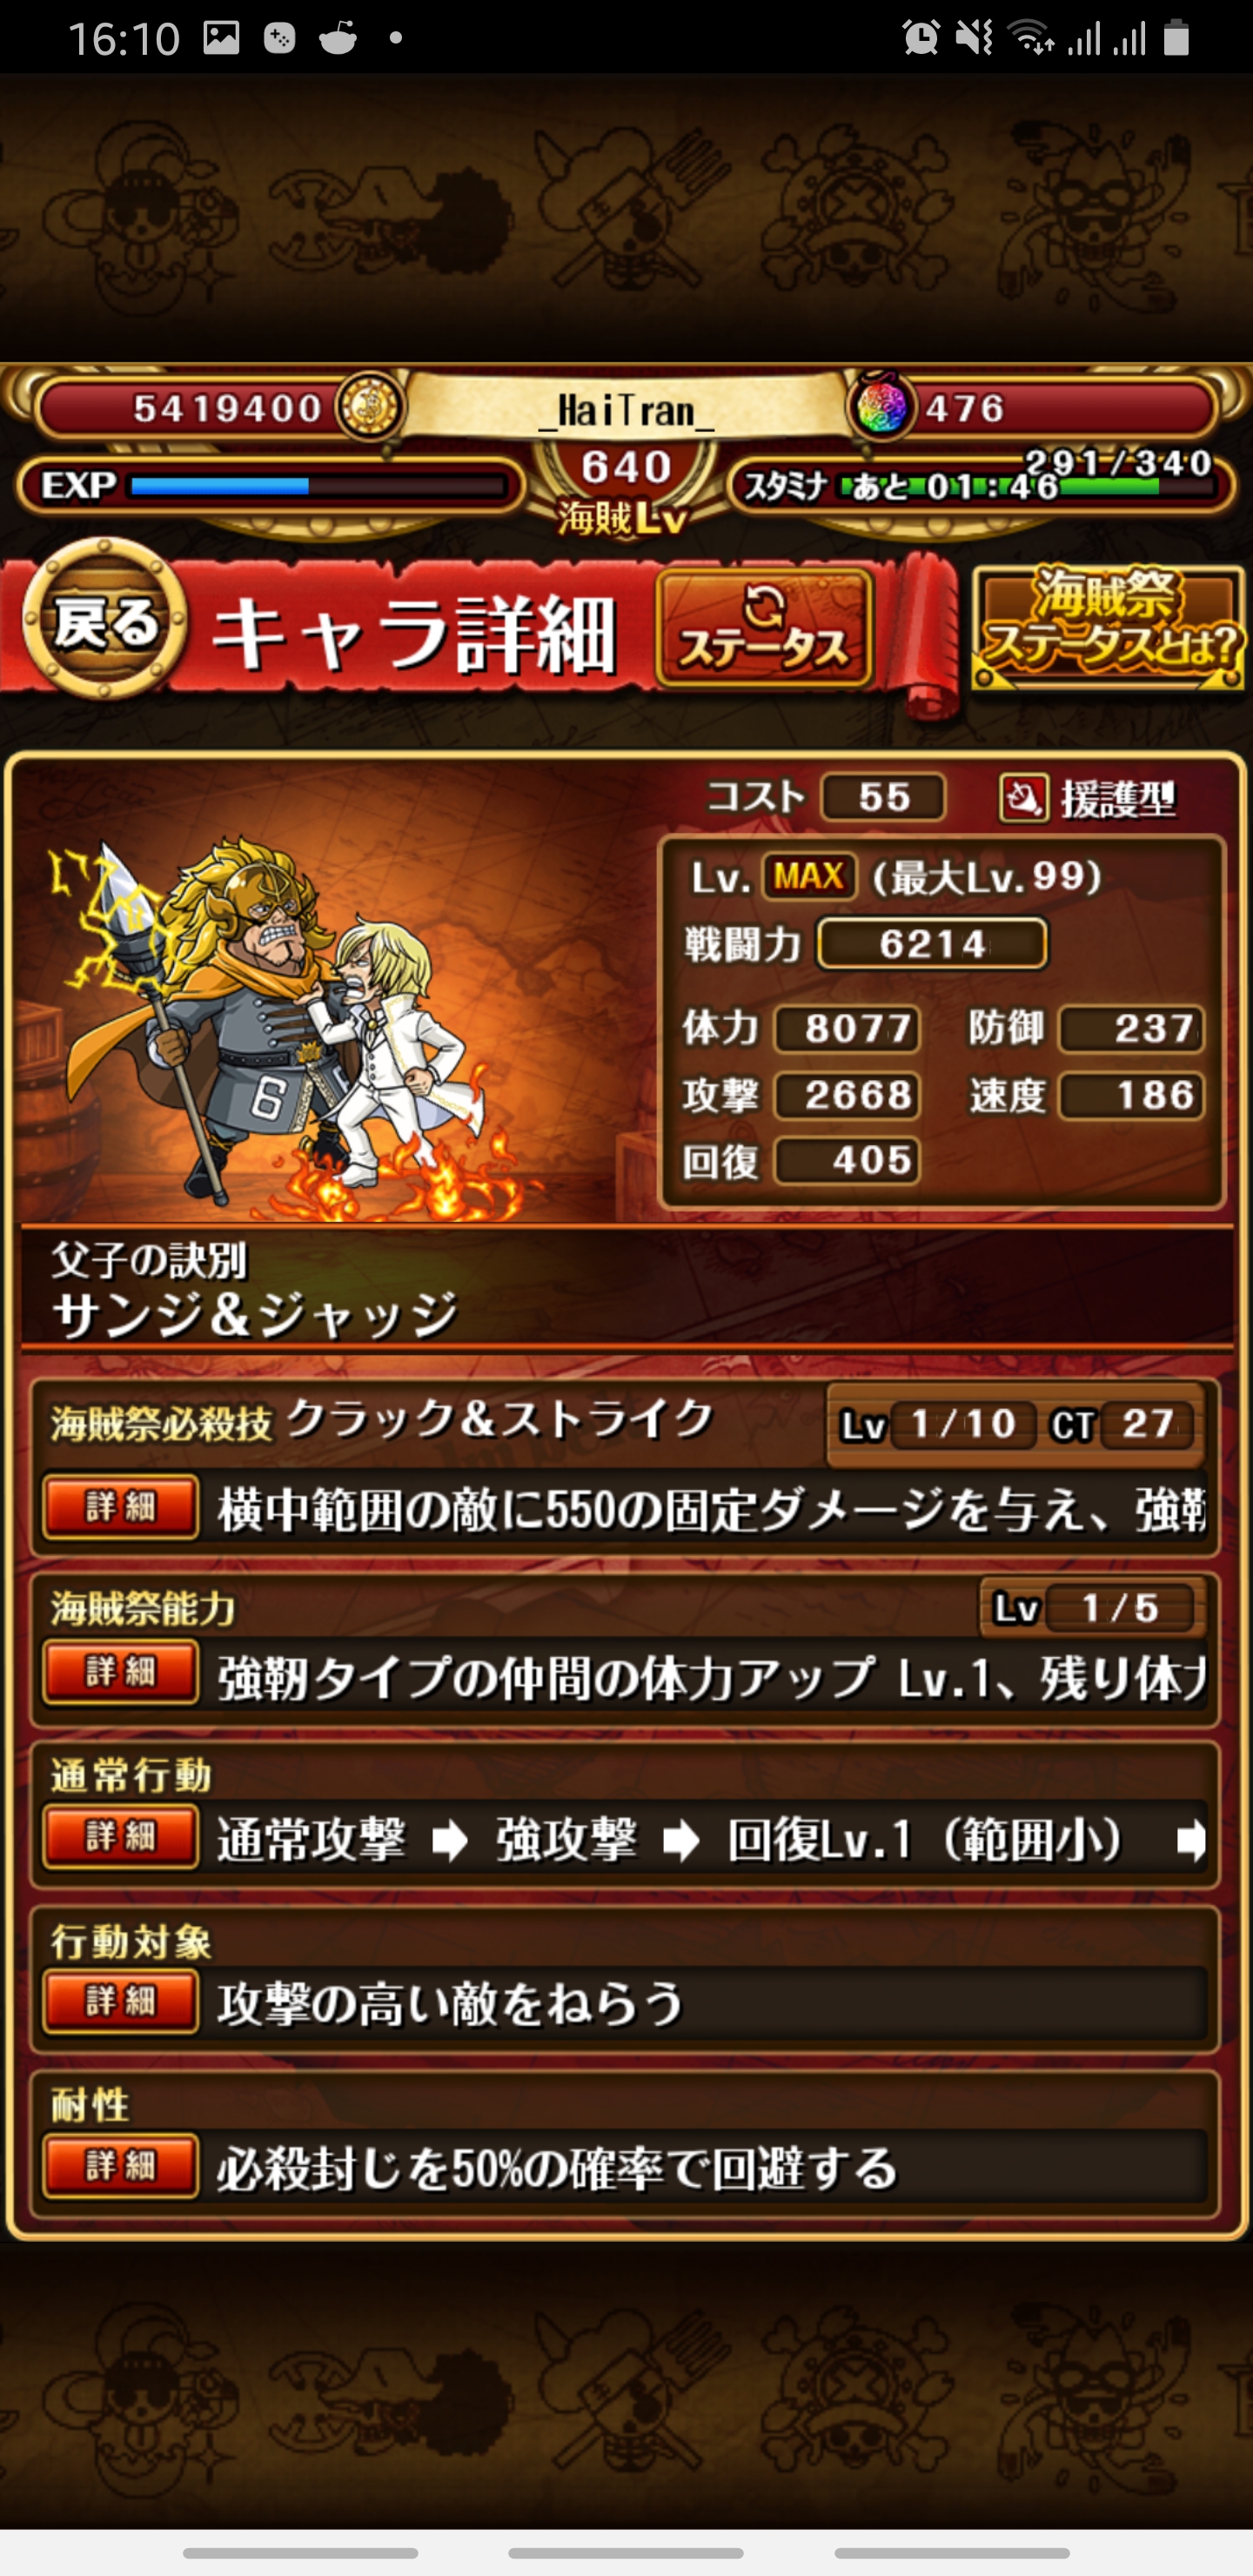 16:10
5419400
_HaiTran_
476
EXP
640
海賊Lv
スタミナ あと 01:46
291/340
戻る
キャラ詳細
ステータス
海賊祭
ステータスとは?
コスト 55 援護型
Lv. MAX (最大Lv.99)
戦闘力 6214
体力 8077 防御 237
攻撃 2668 速度 186
回復 405
6
父子の訣別
サンジ&ジャッジ
海賊祭必殺技 クラック&ストライク Lv 1/10 CT 27
詳細 横中範囲の敵に550の固定ダメージを与え、強靭
海賊祭能力 Lv 1/5
詳細 強靭タイプの仲間の体力アップ Lv.1、残り体力
通常行動
詳細 通常攻撃 ➡ 強攻撃 ➡ 回復Lv.1 (範囲小) ➡
行動対象
詳細 攻撃の高い敵をねらう
耐性
詳細 必殺封じを50%の確率で回避する